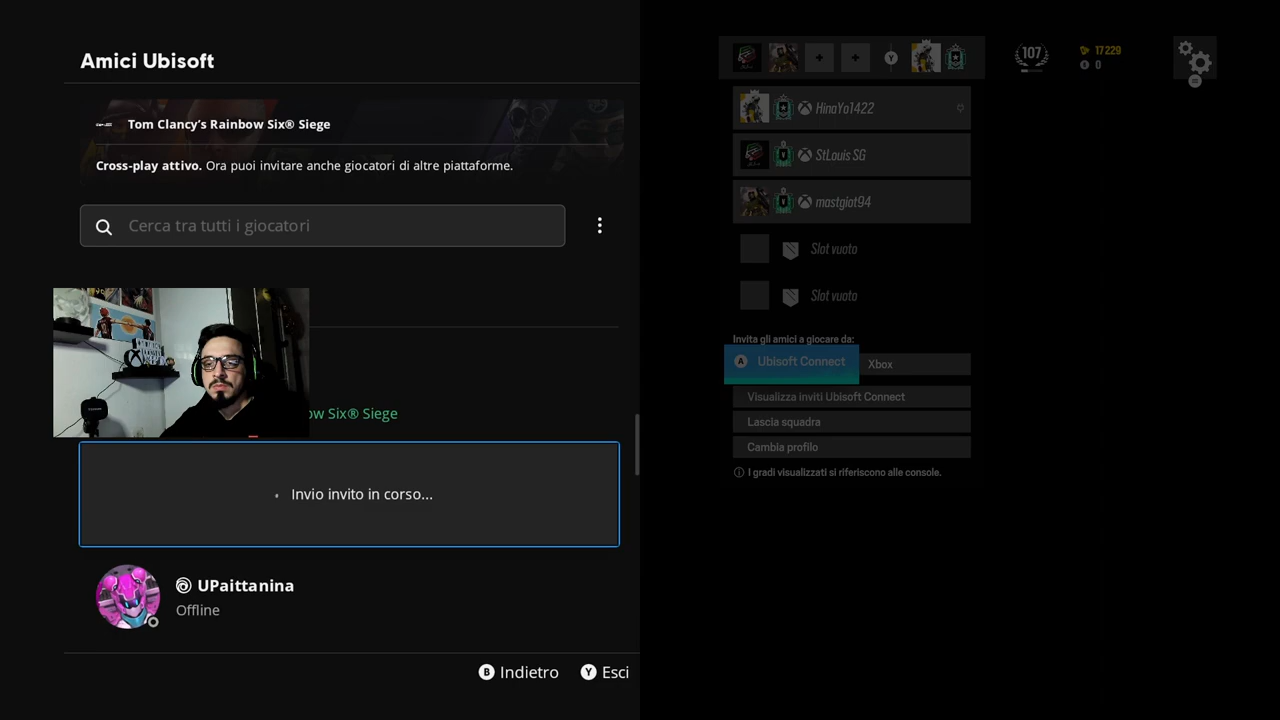 Amici Ubisoft
Tom Clancy's Rainbow Six® Siege
Cross-play attivo. Ora puoi invitare anche giocatori di altre piattaforme.
Cerca tra tutti i giocatori
Six® Siege
Invio invito in corso...
UPaittanina
Offline
B Indietro
Y Esci
Y
107
17229
0
HinaYo1422
StLouis SG
mastgiot94
Slot vuoto
Slot vuoto
Invita gli amici a giocare da:
A Ubisoft Connect
Xbox
Visualizza inviti Ubisoft Connect
Lascia squadra
Cambia profilo
I gradi visualizzati si riferiscono alle console.